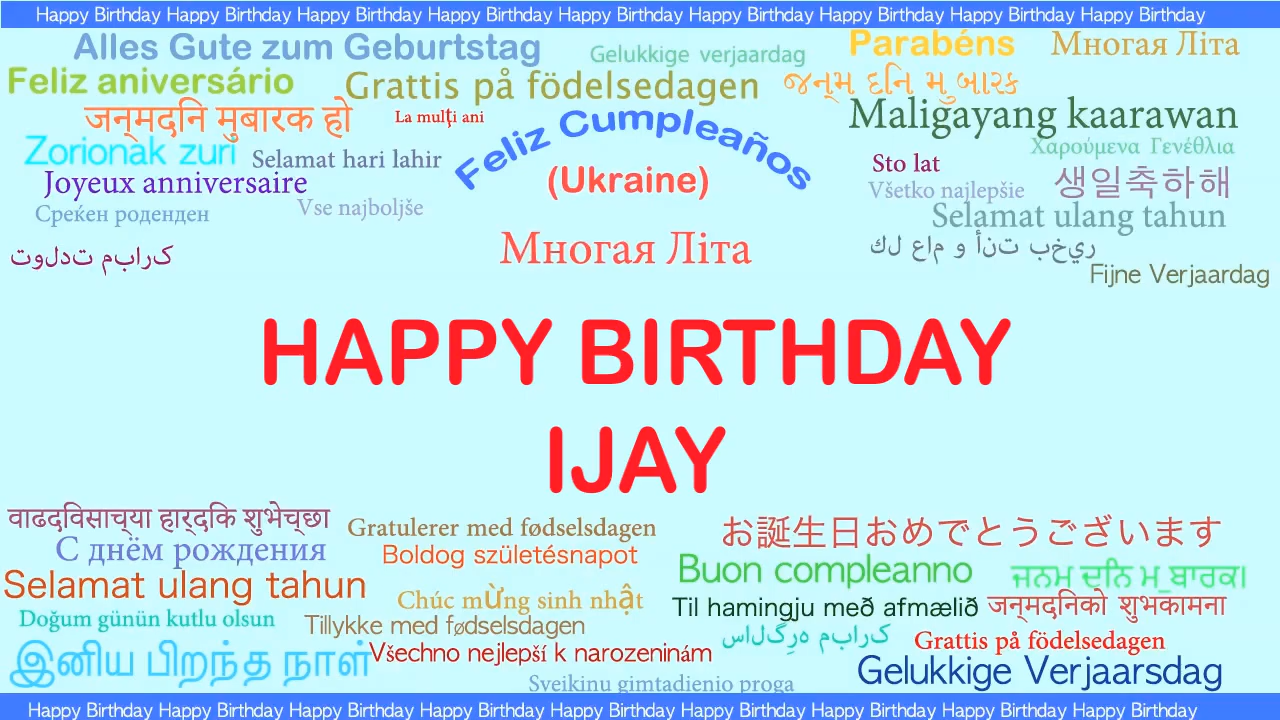 Happy Birthday Happy Birthday Happy Birthday Happy Birthday Happy Birthday Happy Birthday Happy Birthday Happy Birthday Happy Birthday
Alles Gute zum Geburtstag
Gelukkige verjaardag
Parabéns
Многая Літа
Feliz aniversário
Grattis på födelsedagen
જન્મ દિન મુબારક
जन्मदिन मुबारक हो
La mulţi ani
Feliz Cumpleaños
Maligayang kaarawan
Zorionak zuri
Selamat hari lahir
Sto lat
Χαρούμενα Γενέθλια
Joyeux anniversaire
(Ukraine)
Všetko najlepšie
생일축하해
Среќен роденден
Vse najboljše
Selamat ulang tahun
Многая Літа
كل عام و أنت بخير
تولدت مبارک
Fijne Verjaardag
HAPPY BIRTHDAY
IJAY
वाढदिवसाच्या हार्दिक शुभेच्छा
Gratulerer med fødselsdagen
お誕生日おめでとうございます
С днём рождения
Boldog születésnapot
Buon compleanno
ਜਨਮ ਦਿਨ ਮੁਬਾਰਕ।
Selamat ulang tahun
Chúc mừng sinh nhật
Til hamingju með afmælið
जन्मदिनको शुभकामना
Doğum günün kutlu olsun
Tillykke med fødselsdagen
سالگرہ مبارک
Grattis på födelsedagen
இனிய பிறந்த நாள்
Všechno nejlepší k narozeninám
Gelukkige Verjaarsdag
Sveikinu gimtadienio proga
Happy Birthday Happy Birthday Happy Birthday Happy Birthday Happy Birthday Happy Birthday Happy Birthday Happy Birthday Happy Birthday